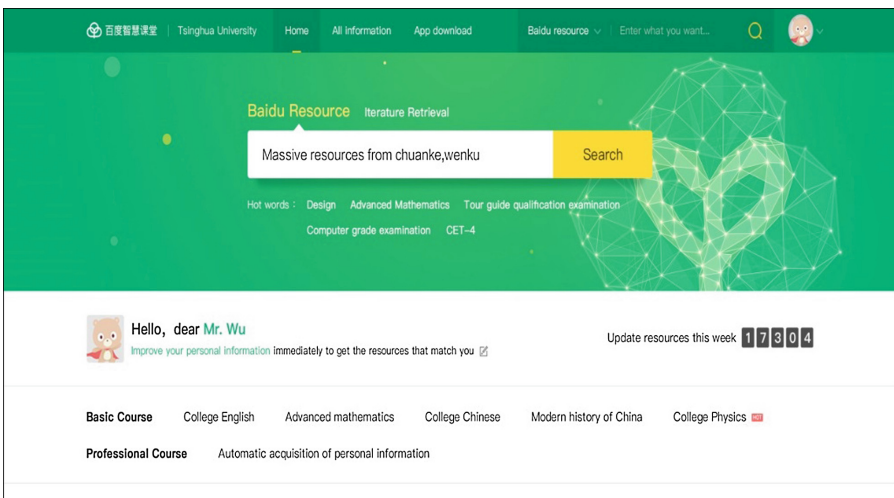 百度智慧课堂 Tsinghua University Home All information App download Baidu resource Enter what you want...
Baidu Resource Iterature Retrieval
Massive resources from chuanke,wenku Search
Hot words : Design Advanced Mathematics Tour guide qualification examination
Computer grade examination CET-4
Hello, dear Mr. Wu
Improve your personal information immediately to get the resources that match you
Update resources this week 17304
Basic Course College English Advanced mathematics College Chinese Modern history of China College Physics HOT
Professional Course Automatic acquisition of personal information